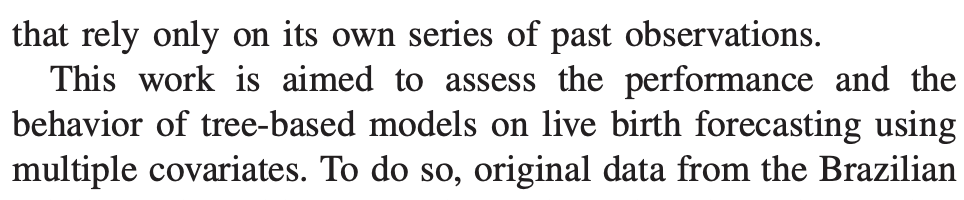 that rely only on its own series of past observations.
This work is aimed to assess the performance and the
behavior of tree-based models on live birth forecasting using
multiple covariates. To do so, original data from the Brazilian